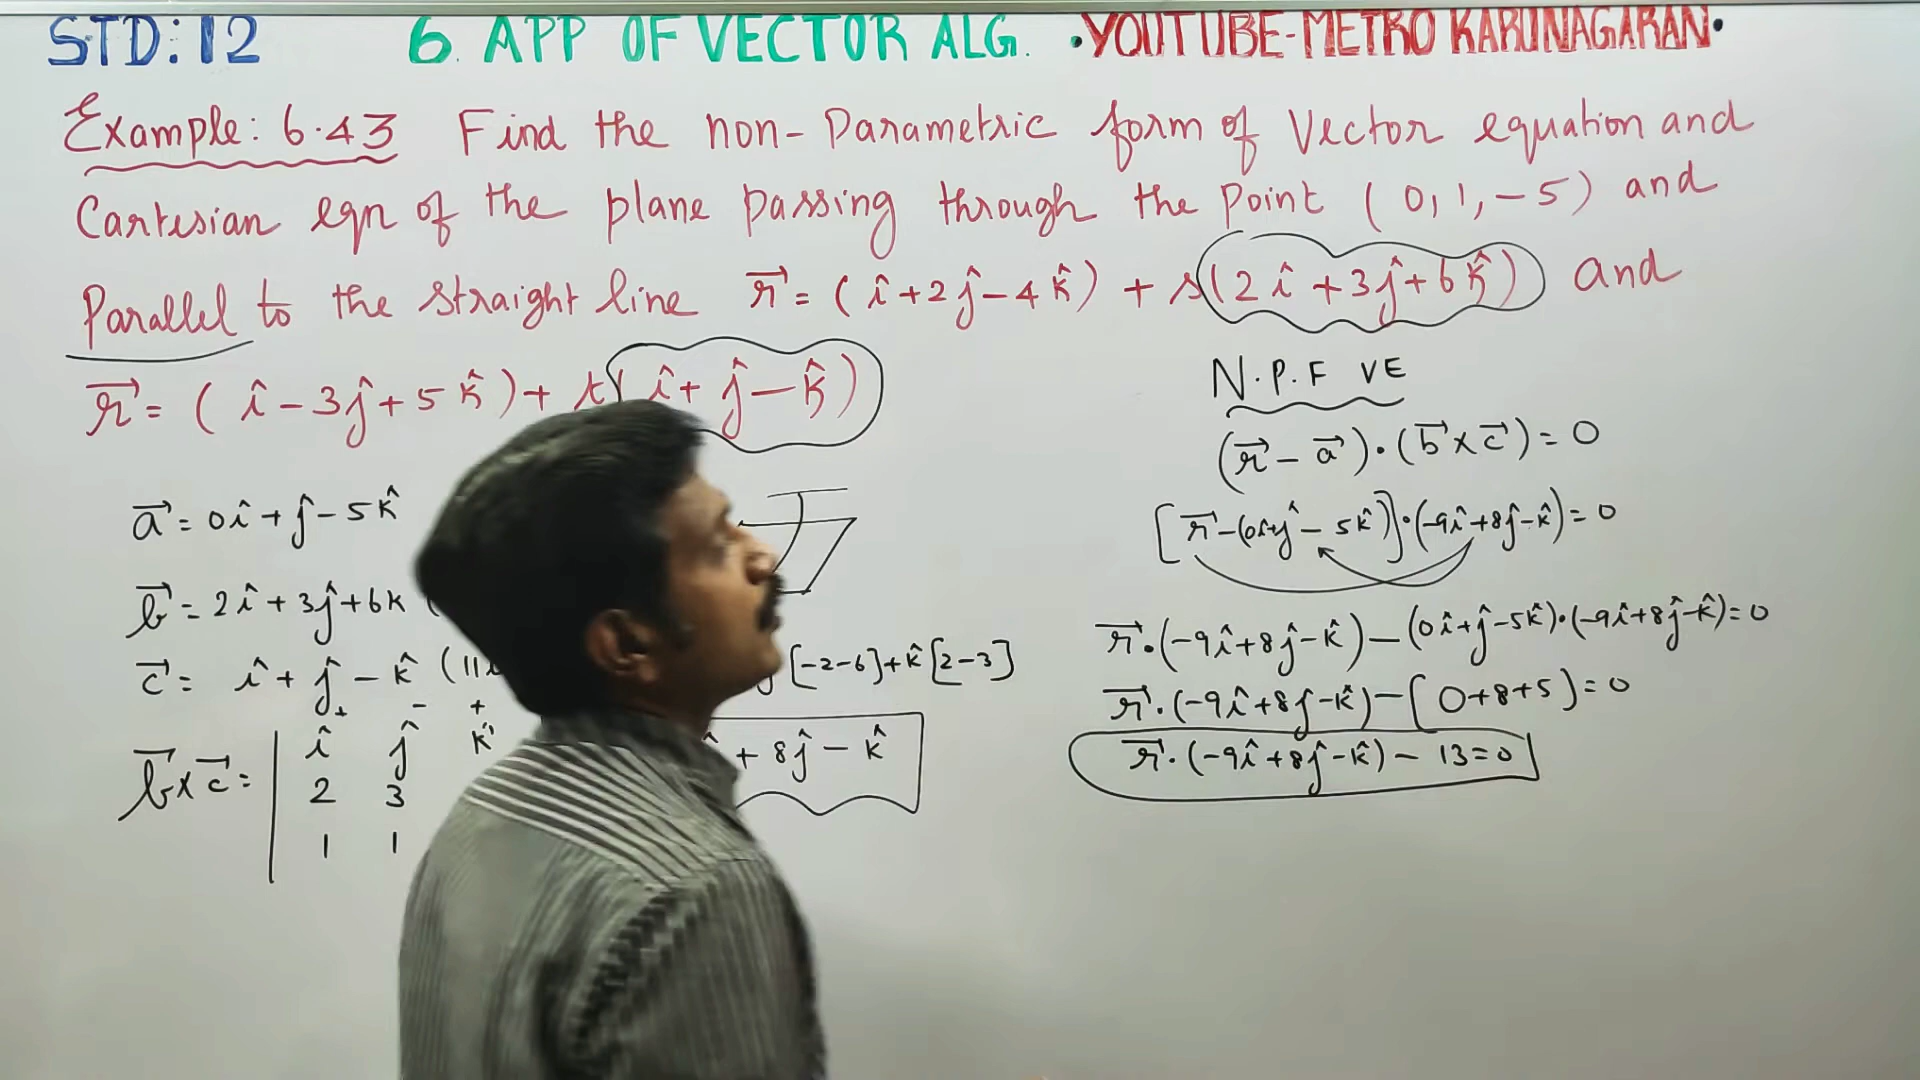 STD: 12 6. APP OF VECTOR ALG. •YOUTUBE-METRO KARUNAGARAN•
Example: 6.43 Find the non-Parametric form of Vector equation and
Cartesian eqn of the plane passing through the Point (0,1,-5) and
Parallel to the straight line r⃗ = (î+2ĵ-4k̂) + s(2î+3ĵ+6k̂) and
r⃗ = (î-3ĵ+5k̂) + t(î+ĵ-k̂)
a⃗ = 0î+ĵ-5k̂
b⃗ = 2î+3ĵ+6k
c⃗ = î+ĵ-k̂
[-2-6]+k̂[2-3]
+ - +
b⃗×c⃗ = | î ĵ k̂
2 3
1 1
+ 8ĵ - k̂
N.P.F VE
(r⃗-a⃗)·(b⃗×c⃗)=0
[r⃗-(0î+ĵ-5k̂)]·(-9î+8ĵ-k̂)=0
r⃗·(-9î+8ĵ-k̂)-(0î+ĵ-5k̂)·(-9î+8ĵ-k̂)=0
r⃗·(-9î+8ĵ-k̂)-[0+8+5]=0
r⃗·(-9î+8ĵ-k̂)-13=0